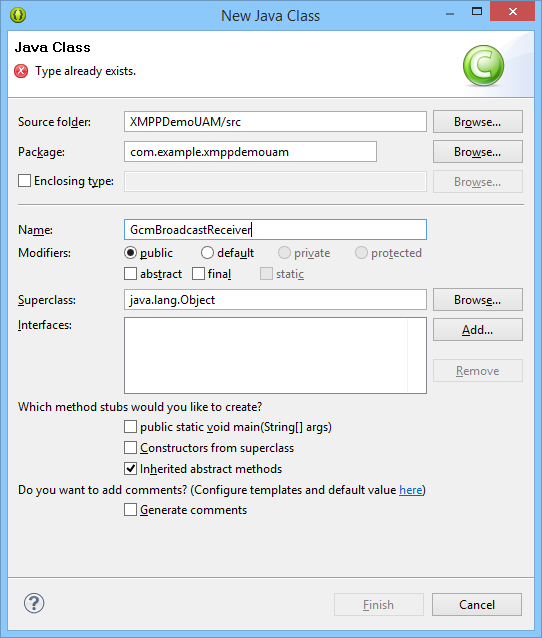 New Java Class
Java Class
Type already exists.
Source folder: XMPPDemoUAM/src Browse...
Package: com.example.xmppdemouam Browse...
Enclosing type: Browse...
Name: GcmBroadcastReceiver
Modifiers: public default private protected
abstract final static
Superclass: java.lang.Object Browse...
Interfaces: Add...
Remove
Which method stubs would you like to create?
public static void main(String[] args)
Constructors from superclass
Inherited abstract methods
Do you want to add comments? (Configure templates and default value here)
Generate comments
? Finish Cancel